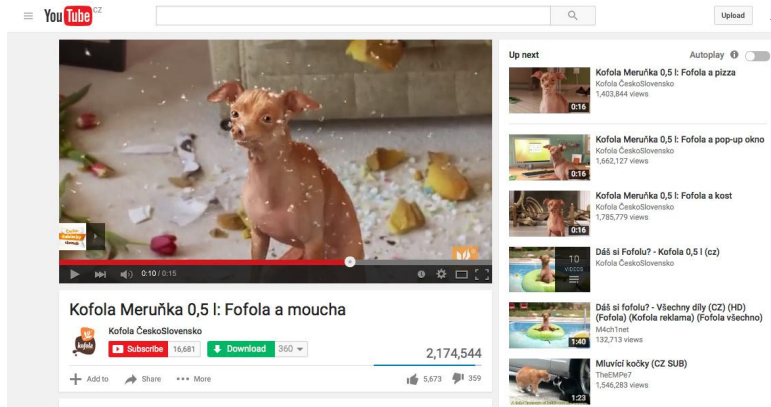 YouTube CZ
Upload
0:10 / 0:15
Kofola Meruňka 0,5 l: Fofola a moucha
kofola
Kofola ČeskoSlovensko
Subscribe 16,681 Download 360
2,174,544
Add to Share More
5,673 359
Up next Autoplay
Kofola Meruňka 0,5 l: Fofola a pizza
Kofola ČeskoSlovensko
1,403,844 views
0:16
Kofola Meruňka 0,5 l: Fofola a pop-up okno
Kofola ČeskoSlovensko
1,662,127 views
0:16
Kofola Meruňka 0,5 l: Fofola a kost
Kofola ČeskoSlovensko
1,785,779 views
0:16
Dáš si Fofolu? - Kofola 0,5 l (cz)
Kofola ČeskoSlovensko
10
VIDEOS
Dáš si fofolu? - Všechny díly (CZ) (HD)
(Fofola) (Kofola reklama) (Fofola všechno)
M4ch1net
132,713 views
1:40
Mluvící kočky (CZ SUB)
TheEMPe7
1,546,283 views
1:23